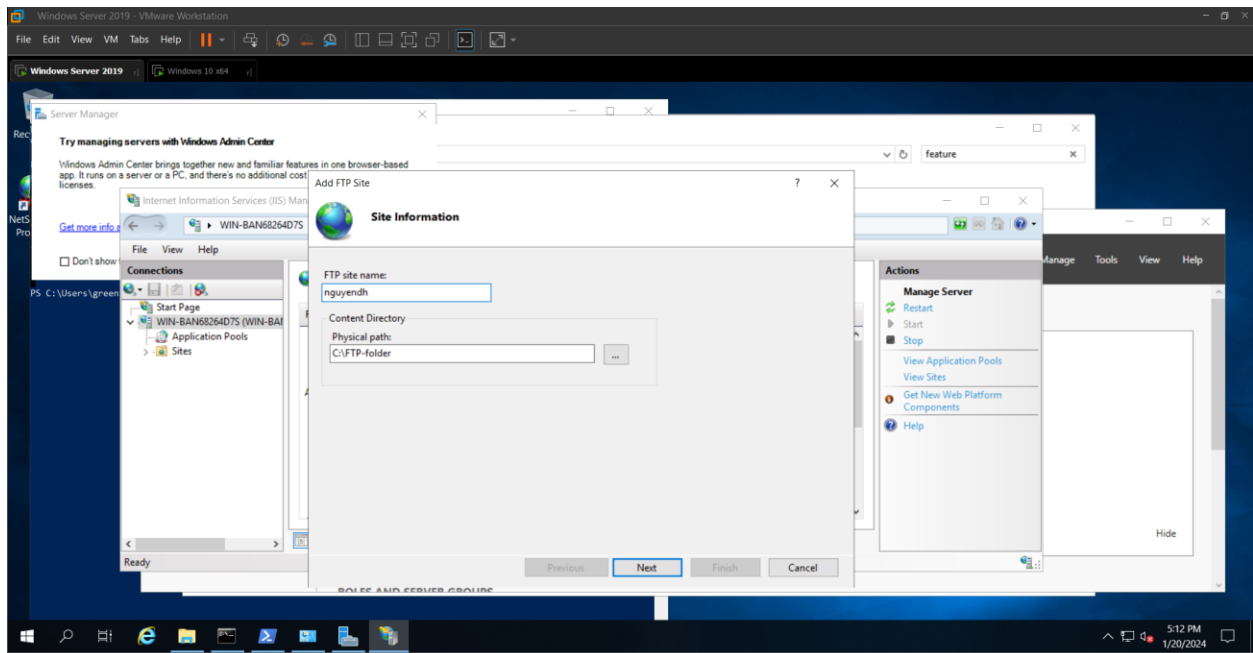 Windows Server 2019 - VMware Workstation
File Edit View VM Tabs Help
Windows Server 2019
Windows 10 x64
Server Manager
Try managing servers with Windows Admin Center
Windows Admin Center brings together new and familiar features in one browser-based
app. It runs on a server or a PC, and there's no additional cost
licenses.
Get more info a
Don't show
feature
Rec
NetS
Pro
PS C:\Users\green
Internet Information Services (IIS) Man
WIN-BAN68264D7S
File View Help
Connections
Start Page
WIN-BAN68264D7S (WIN-BAN
Application Pools
Sites
Ready
Add FTP Site
?
Site Information
FTP site name:
nguyendh
Content Directory
Physical path:
C:\FTP-folder
...
Previous Next Finish Cancel
Actions
Manage Server
Restart
Start
Stop
View Application Pools
View Sites
Get New Web Platform
Components
Help
Manage Tools View Help
Hide
ROLES AND SERVER GROUPS
5:12 PM
1/20/2024